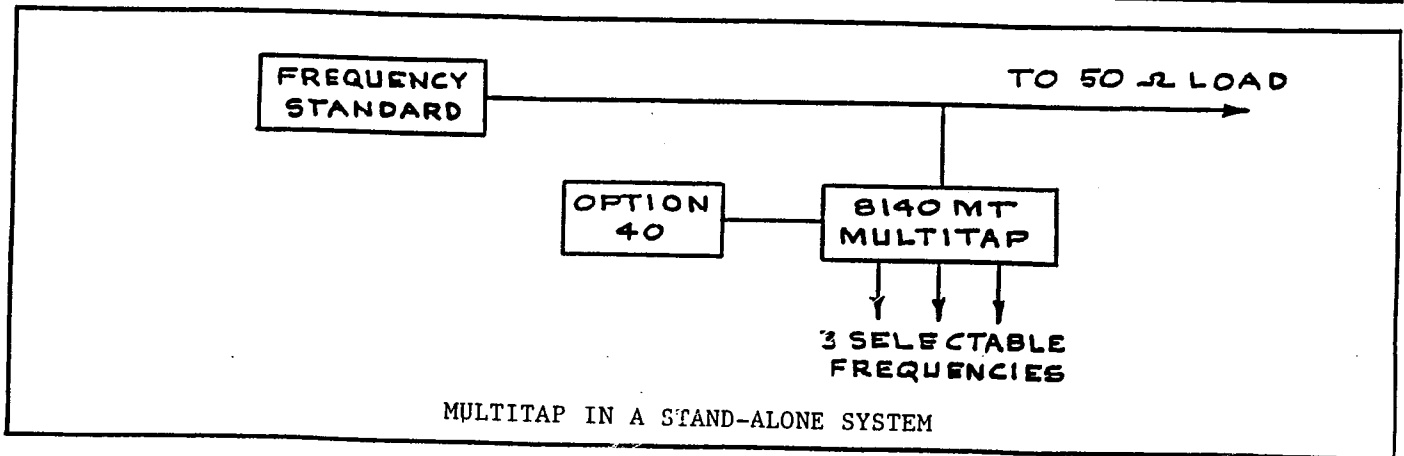 FREQUENCY
STANDARD
TO 50 Ω LOAD
OPTION
40
8140 MT
MULTITAP
3 SELECTABLE
FREQUENCIES
MULTITAP IN A STAND-ALONE SYSTEM